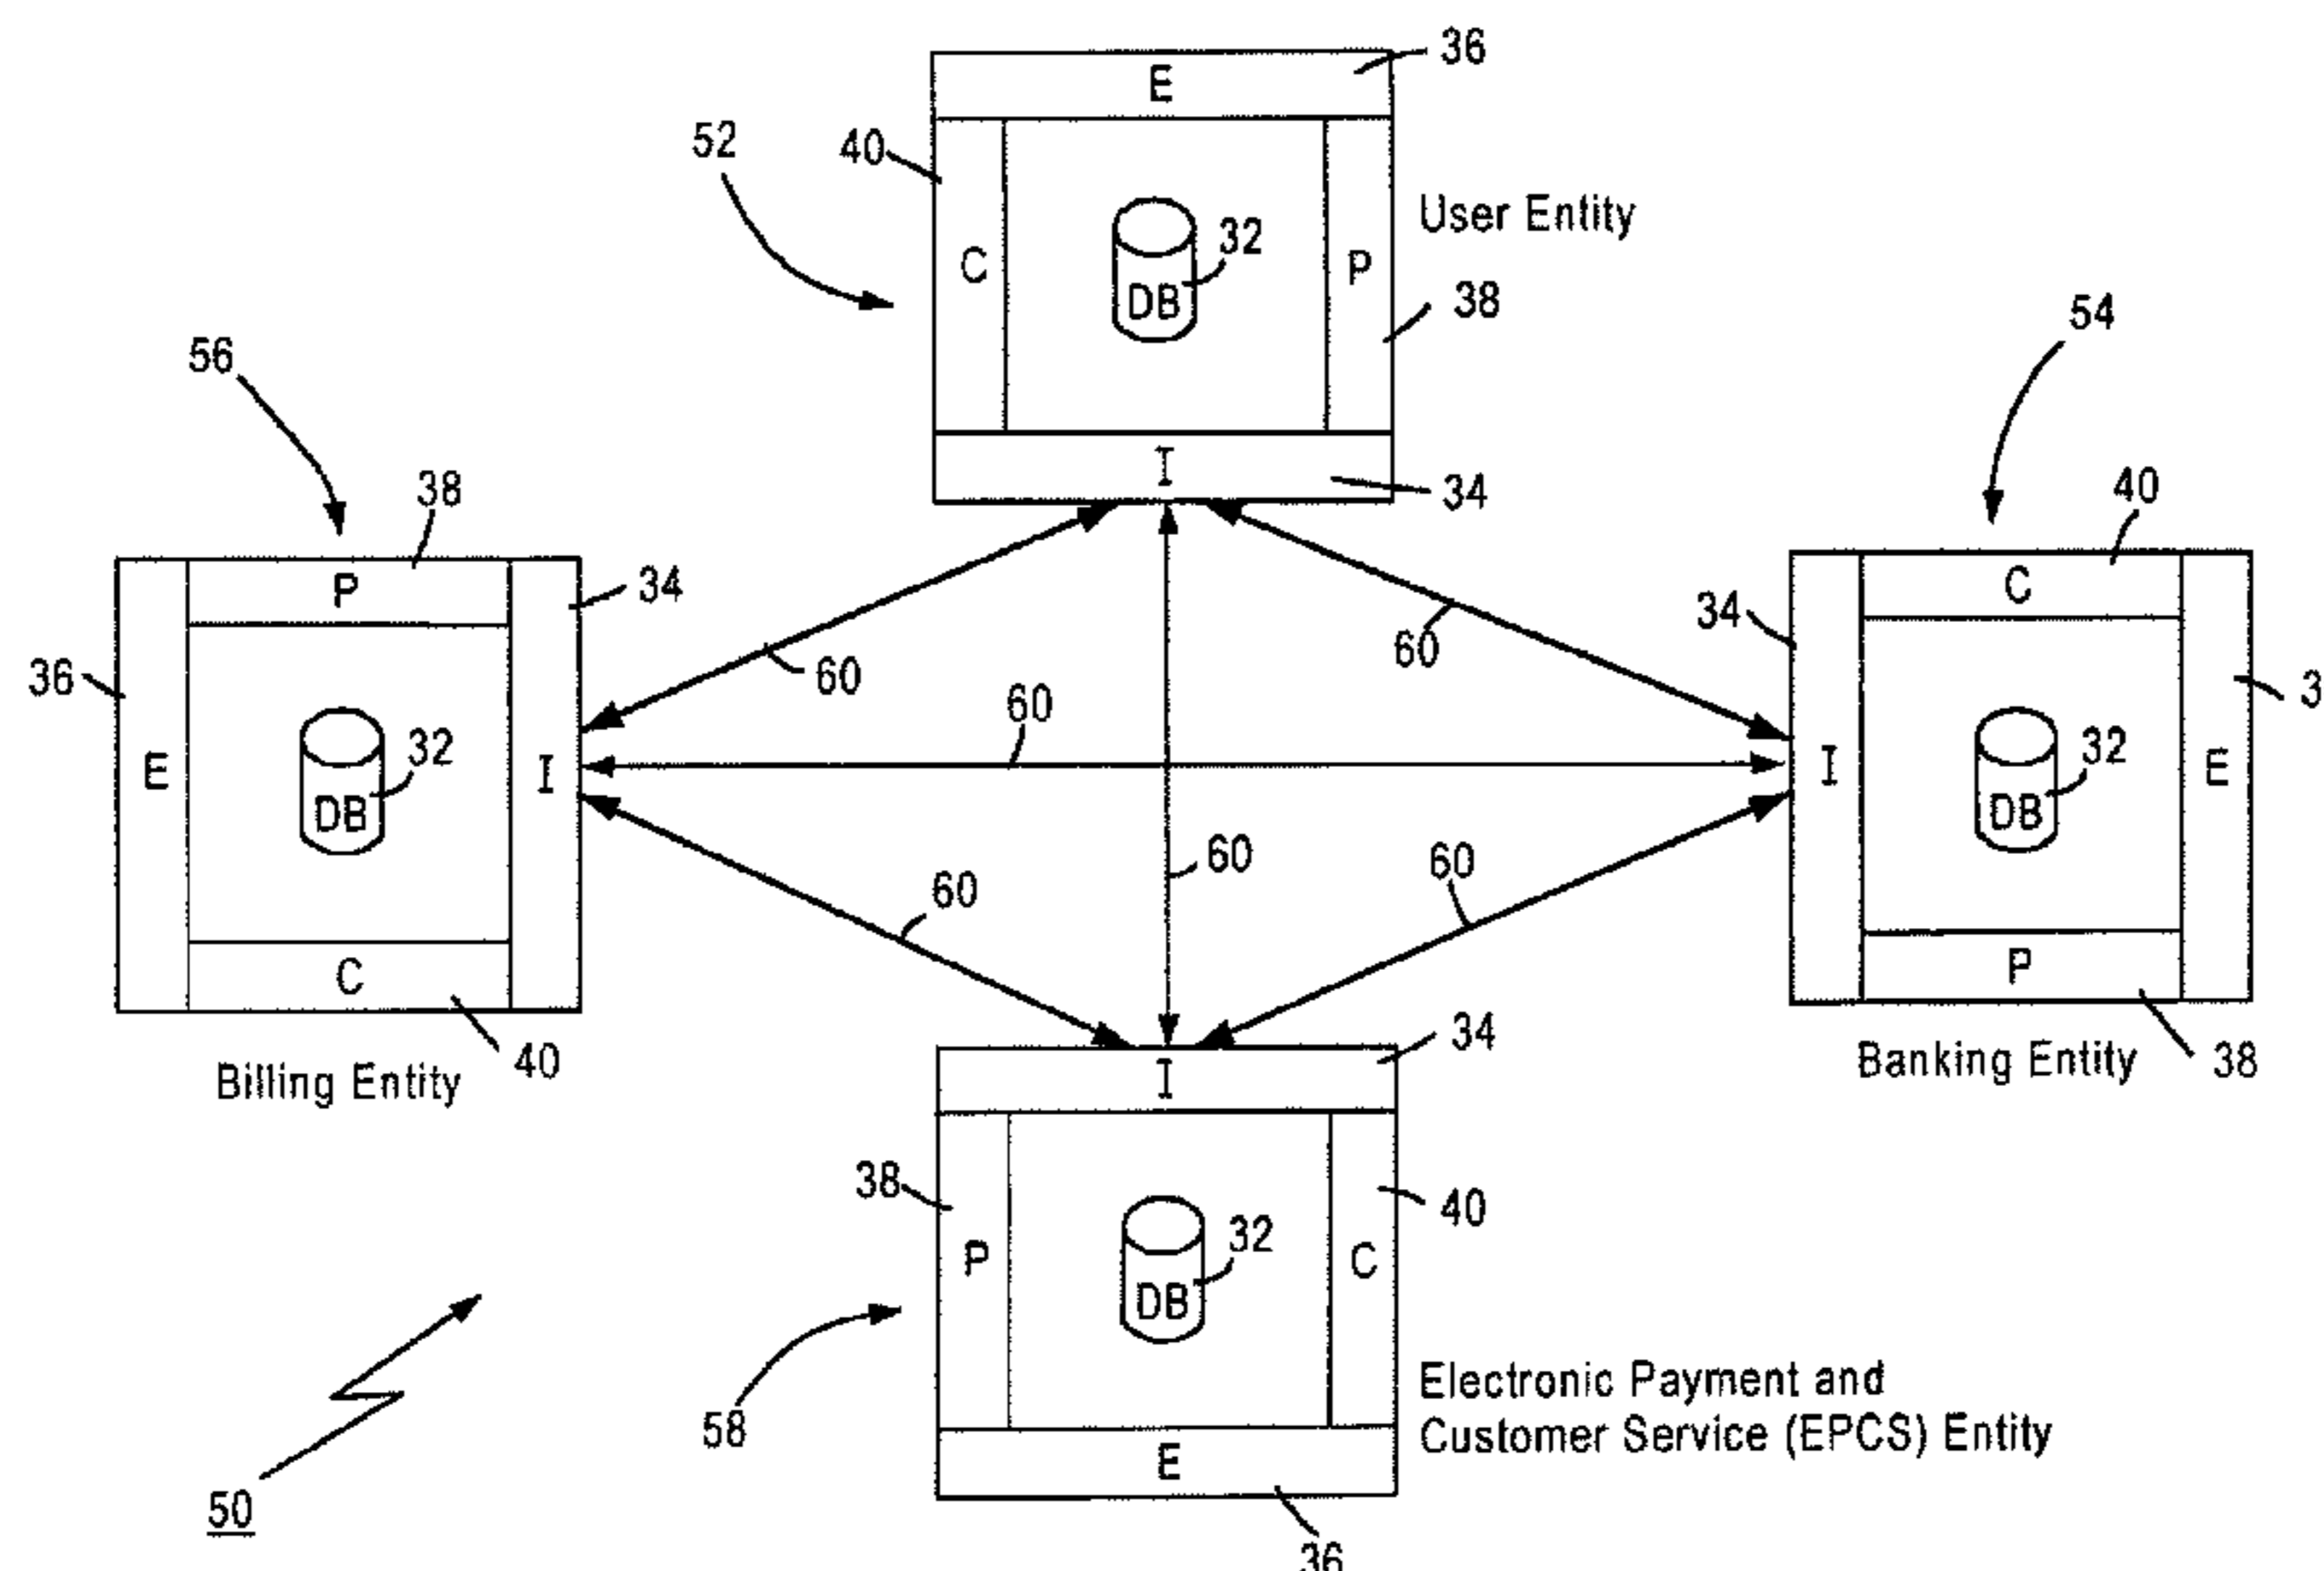 36
E
52
40
User Entity
32
C
P
DB
38
54
56
I
34
38
40
34
C
P
34
60
60
36
3
60
32
32
E
I
I
E
DB
DB
60
60
60
C
P
34
40
I
Billing Entity
Banking Entity
38
38
40
32
P
C
DB
Electronic Payment and
58
Customer Service (EPCS) Entity
E
50
36